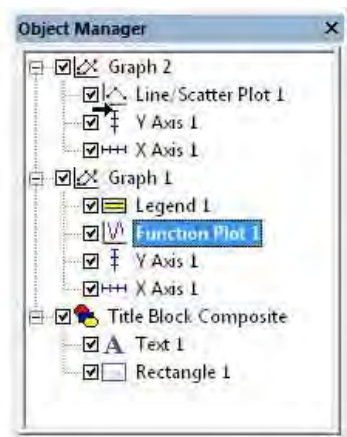 Object Manager
Graph 2
Line/Scatter Plot 1
Y Axis 1
X Axis 1
Graph 1
Legend 1
Function Plot 1
Y Axis 1
X Axis 1
Title Block Composite
Text 1
Rectangle 1